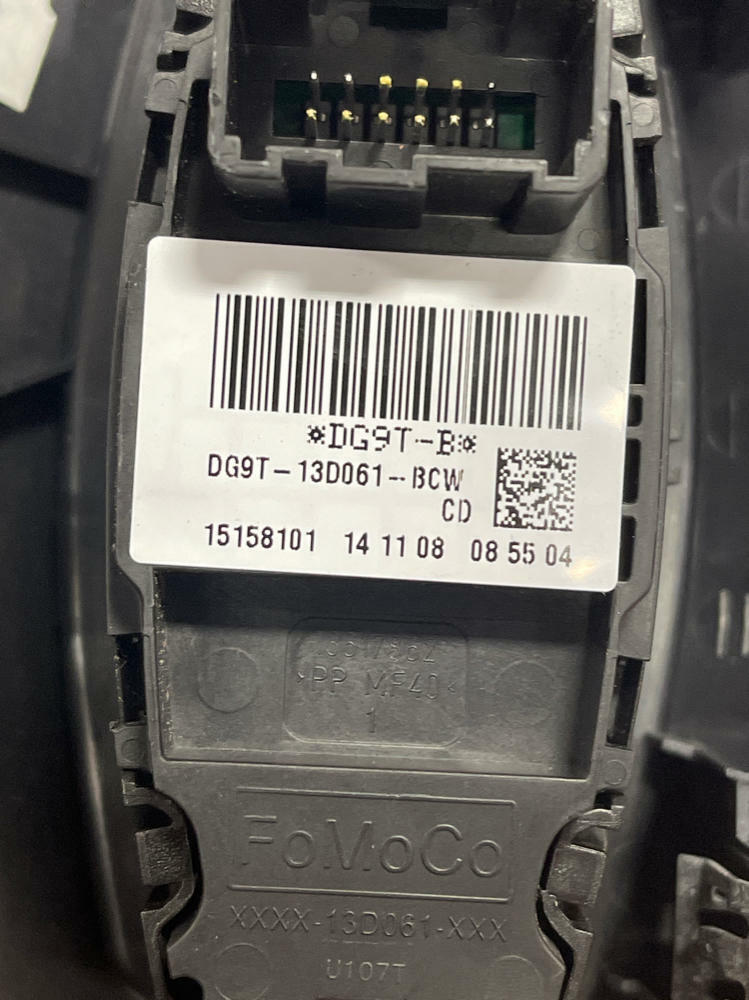 *DG9T-B*
DG9T-13D061-BCW
CD
15158101 14 11 08 08 55 04
>PP MF40<
1
FoMoCo
XXXX-13D061-XXX
U107T